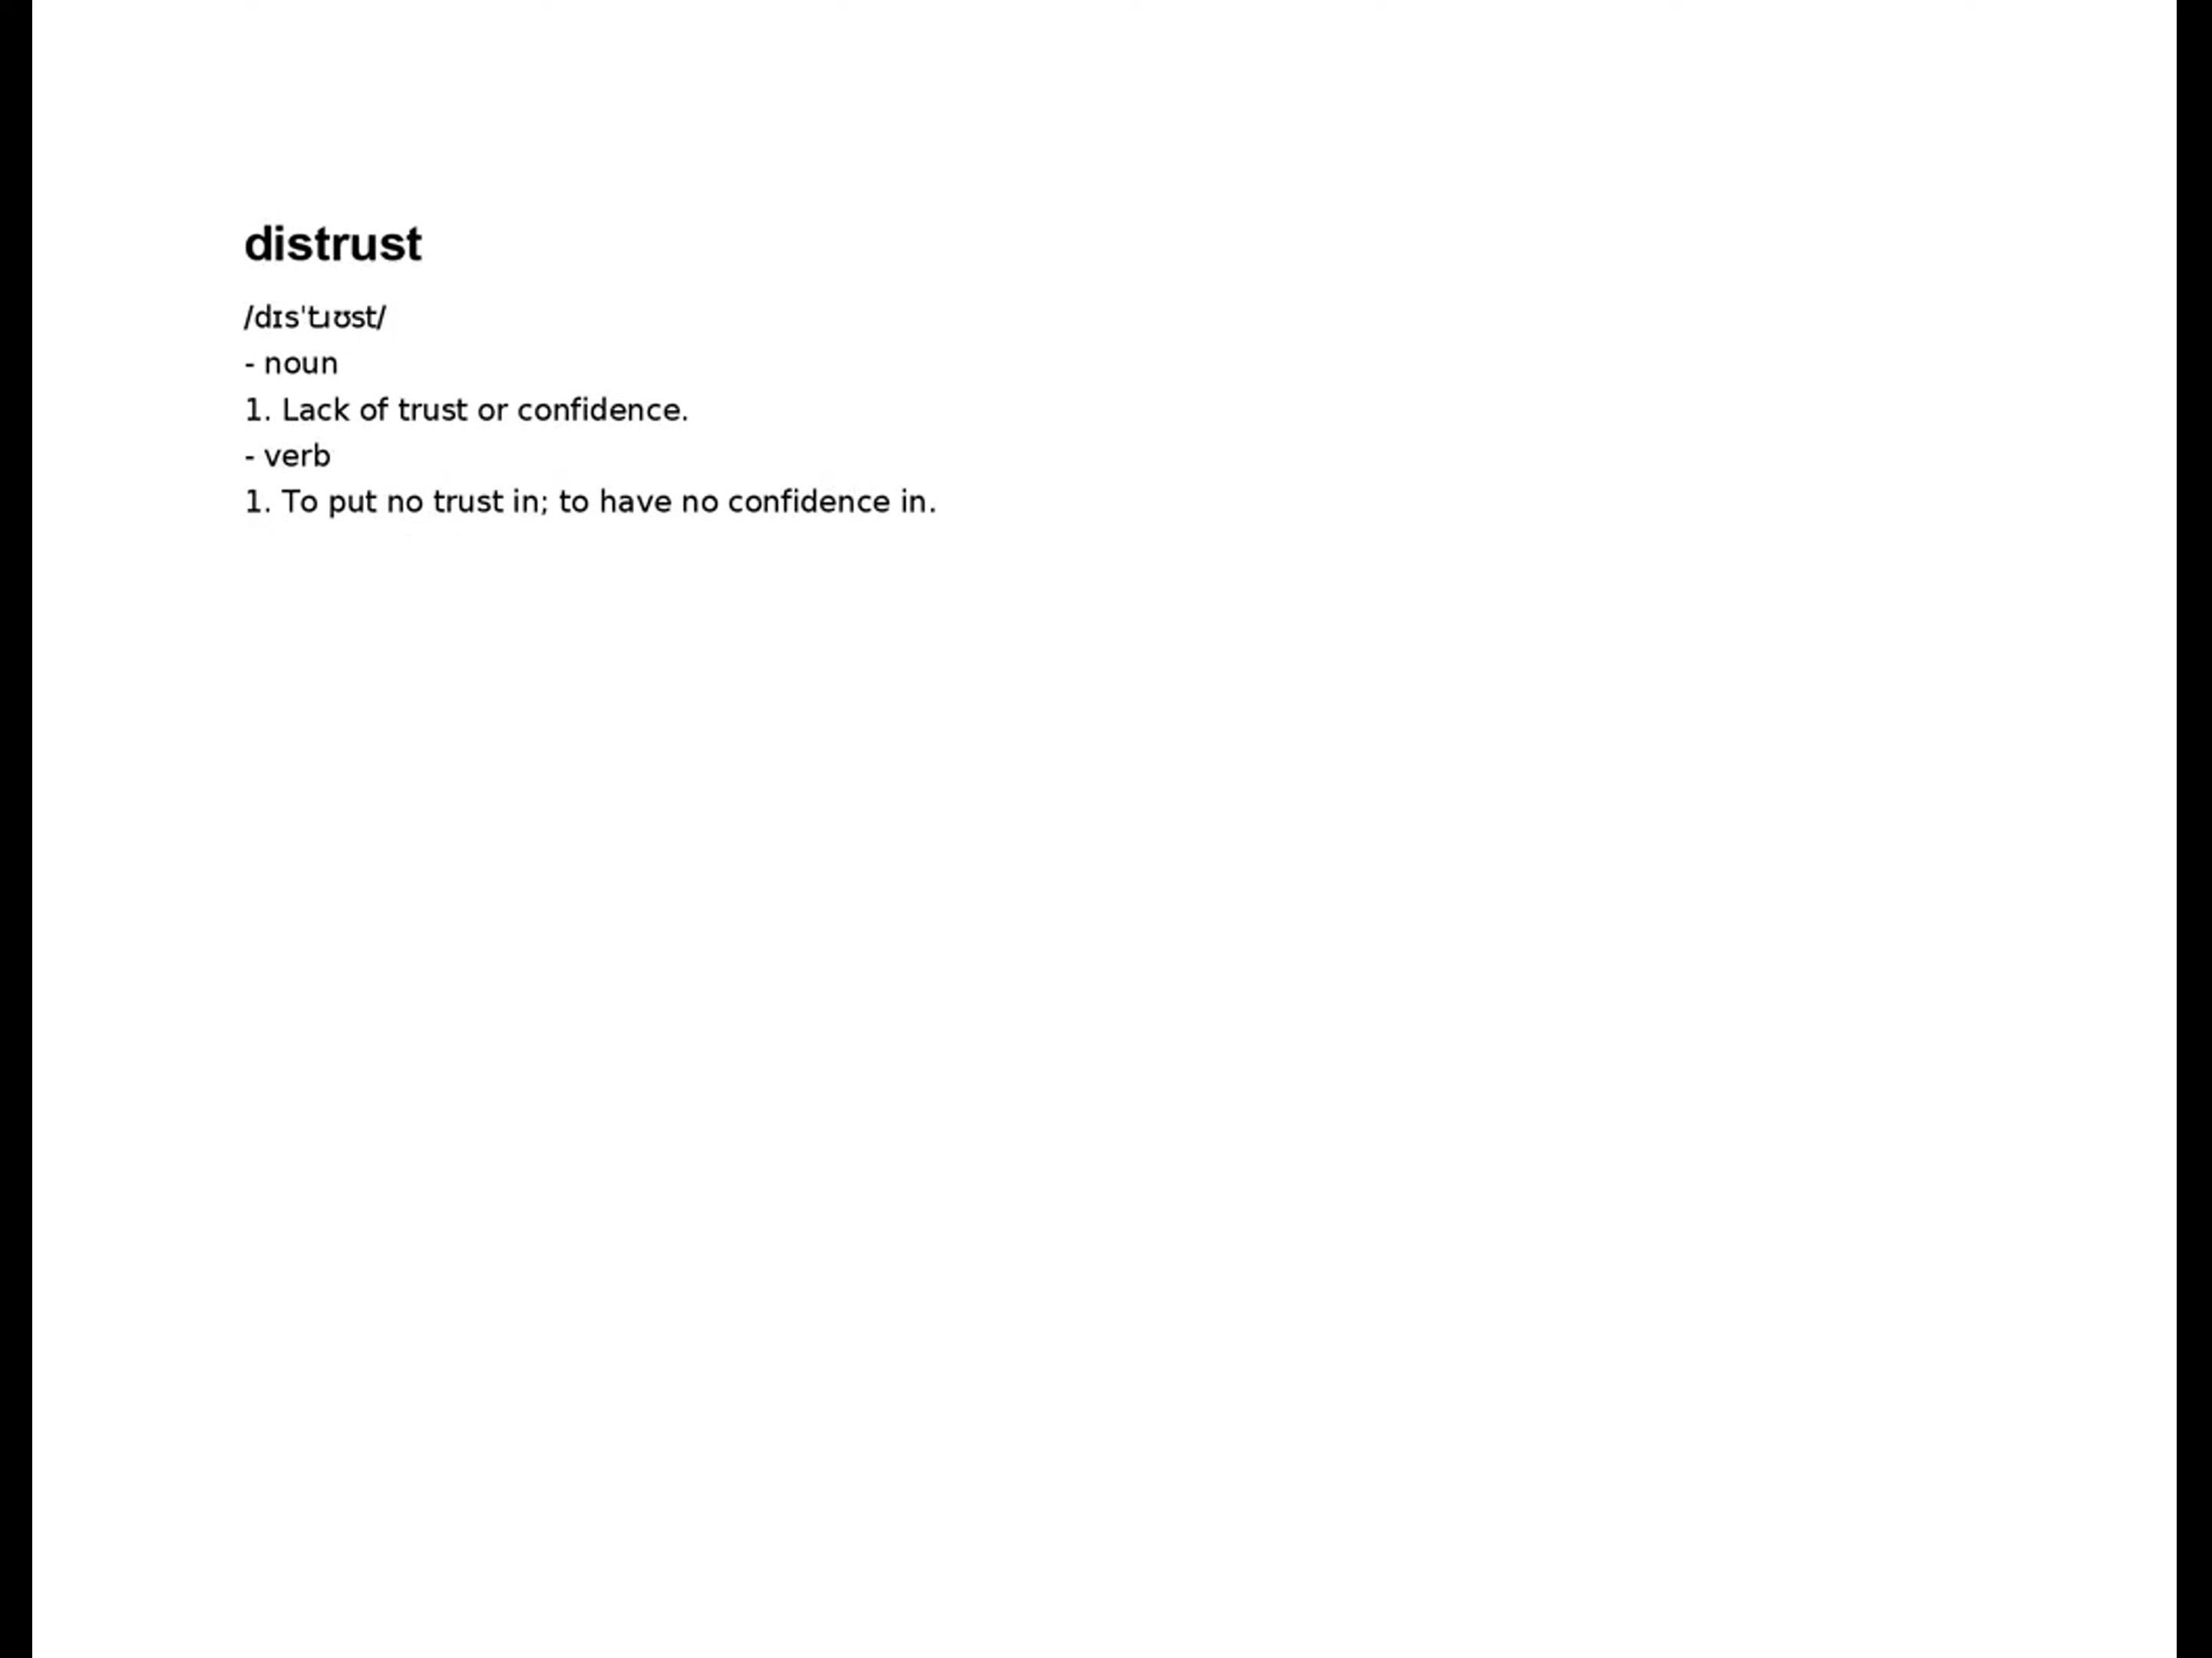 distrust
/dɪsˈtɹʊst/
- noun
1. Lack of trust or confidence.
- verb
1. To put no trust in; to have no confidence in.